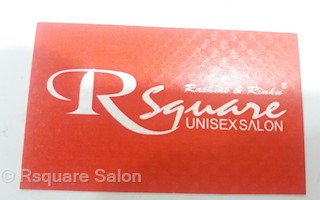 Rashmi & Rinku®
R Square
UNISEX SALON
© Rsquare Salon